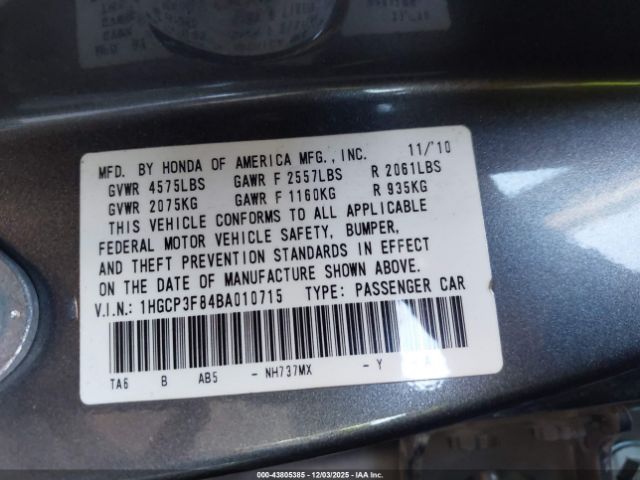 MFD. BY HONDA OF AMERICA MFG., INC. 11/'10
GVWR 4575LBS GAWR F 2557LBS R 2061LBS
GVWR 2075KG GAWR F 1160KG R 935KG
THIS VEHICLE CONFORMS TO ALL APPLICABLE
FEDERAL MOTOR VEHICLE SAFETY, BUMPER,
AND THEFT PREVENTION STANDARDS IN EFFECT
ON THE DATE OF MANUFACTURE SHOWN ABOVE.
V.I.N.: 1HGCP3F84BA010715 TYPE: PASSENGER CAR
TA6 B AB5 - NH737MX - Y A
000-43805385 - 12/03/2025 - IAA Inc.